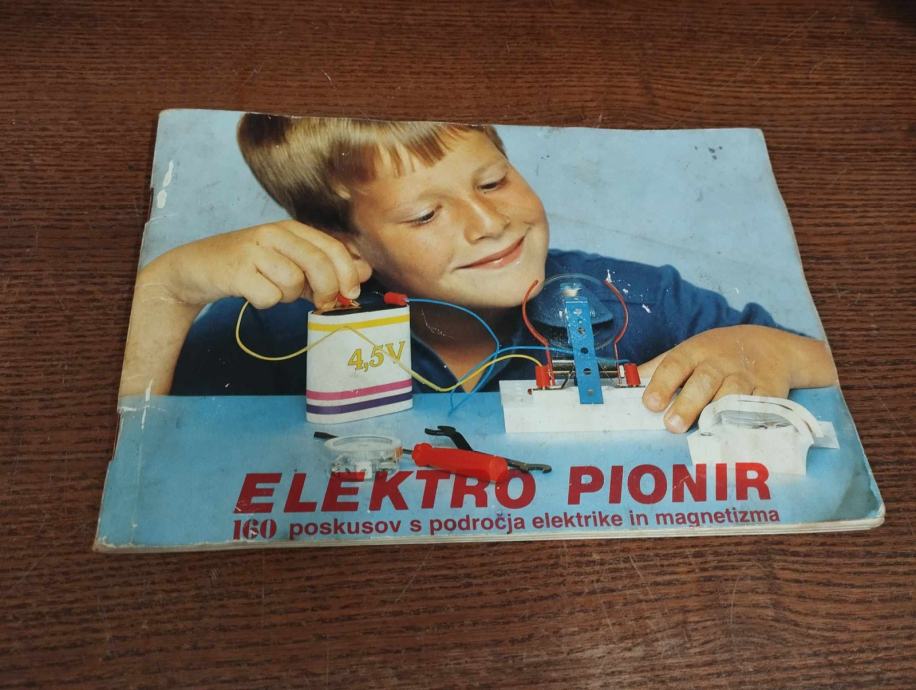 4,5V
ELEKTRO PIONIR
160 poskusov s področja elektrike in magnetizma